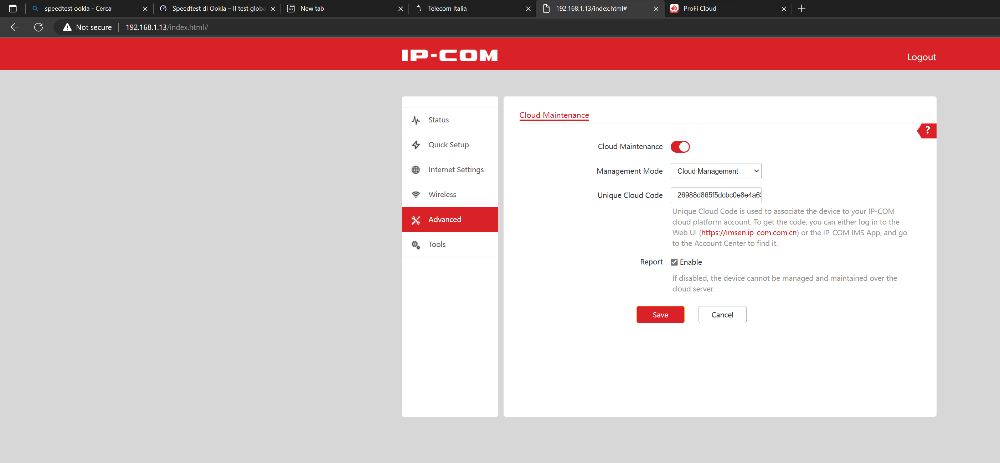 speedtest ookla - Cerca
Speedtest di Ookla – Il test globa
New tab
Telecom Italia
192.168.1.13/index.html#
ProFi Cloud
Not secure
192.168.1.13/index.html#
IP-COM
Logout
Status
Quick Setup
Internet Settings
Wireless
Advanced
Tools
Cloud Maintenance
?
Cloud Maintenance
Management Mode
Cloud Management
Unique Cloud Code
26988d865f5dcbc0e8e4a63
Unique Cloud Code is used to associate the device to your IP-COM
cloud platform account. To get the code, you can either log in to the
Web UI (https://imsen.ip-com.com.cn) or the IP-COM IMS App, and go
to the Account Center to find it.
Report
Enable
If disabled, the device cannot be managed and maintained over the
cloud server.
Save
Cancel